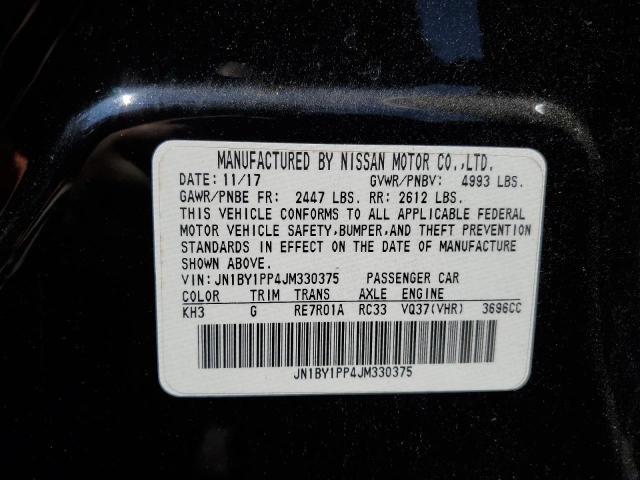 MANUFACTURED BY NISSAN MOTOR CO.,LTD.
DATE: 11/17 GVWR/PNBV: 4993 LBS.
GAWR/PNBE FR: 2447 LBS. RR: 2612 LBS.
THIS VEHICLE CONFORMS TO ALL APPLICABLE FEDERAL
MOTOR VEHICLE SAFETY,BUMPER,AND THEFT PREVENTION
STANDARDS IN EFFECT ON THE DATE OF MANUFACTURE
SHOWN ABOVE.
VIN: JN1BY1PP4JM330375 PASSENGER CAR
COLOR TRIM TRANS AXLE ENGINE
KH3 G RE7R01A RC33 VQ37(VHR) 3696CC
JN1BY1PP4JM330375